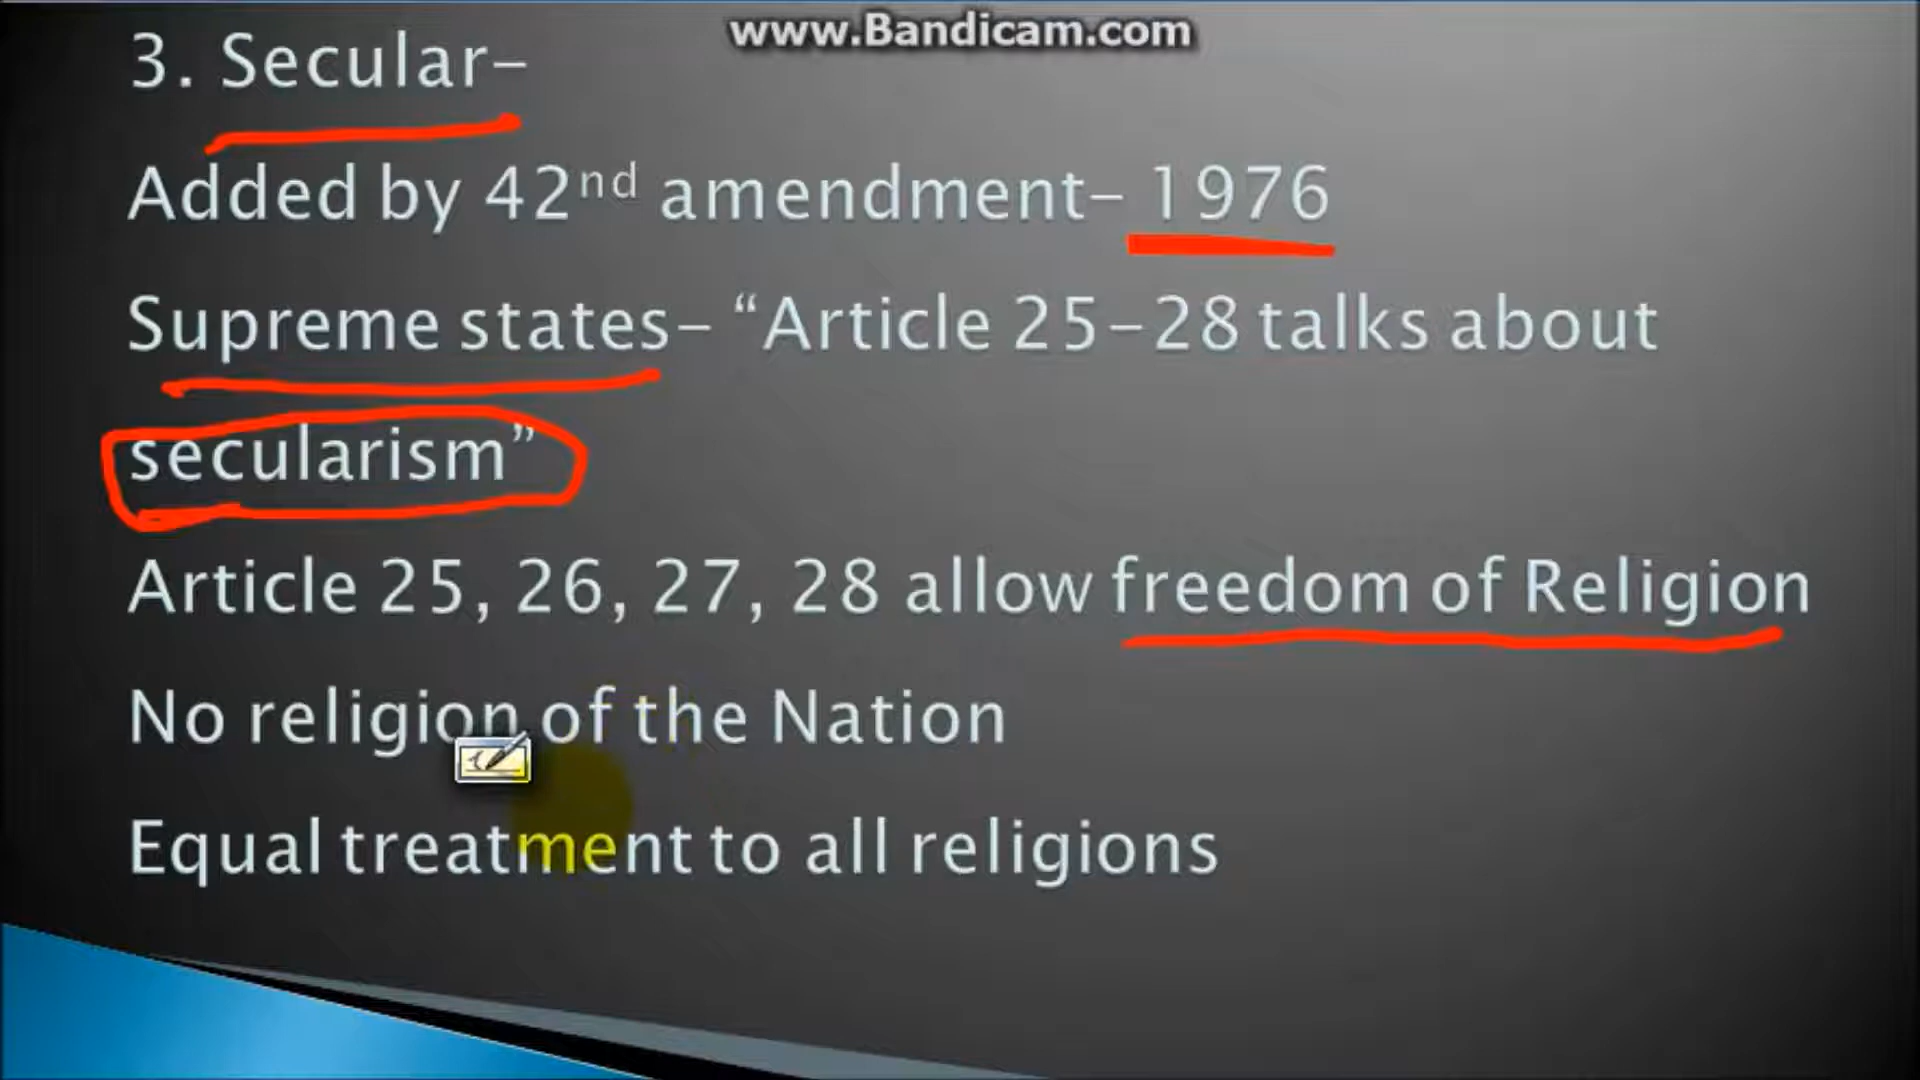 www.Bandicam.com
3. Secular-
Added by 42nd amendment- 1976
Supreme states- “Article 25-28 talks about
secularism”
Article 25, 26, 27, 28 allow freedom of Religion
No religion of the Nation
Equal treatment to all religions